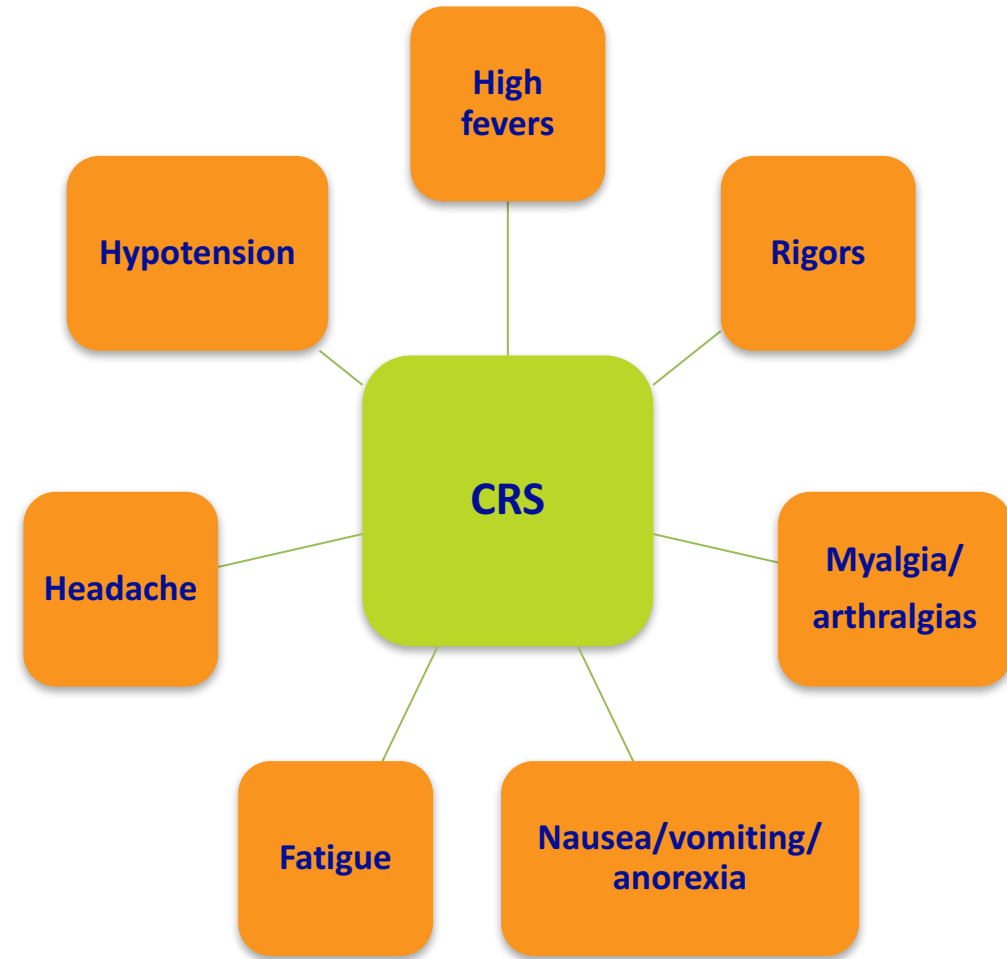 High
fevers
Hypotension
Rigors
CRS
Headache
Myalgia/
arthralgias
Fatigue
Nausea/vomiting/
anorexia